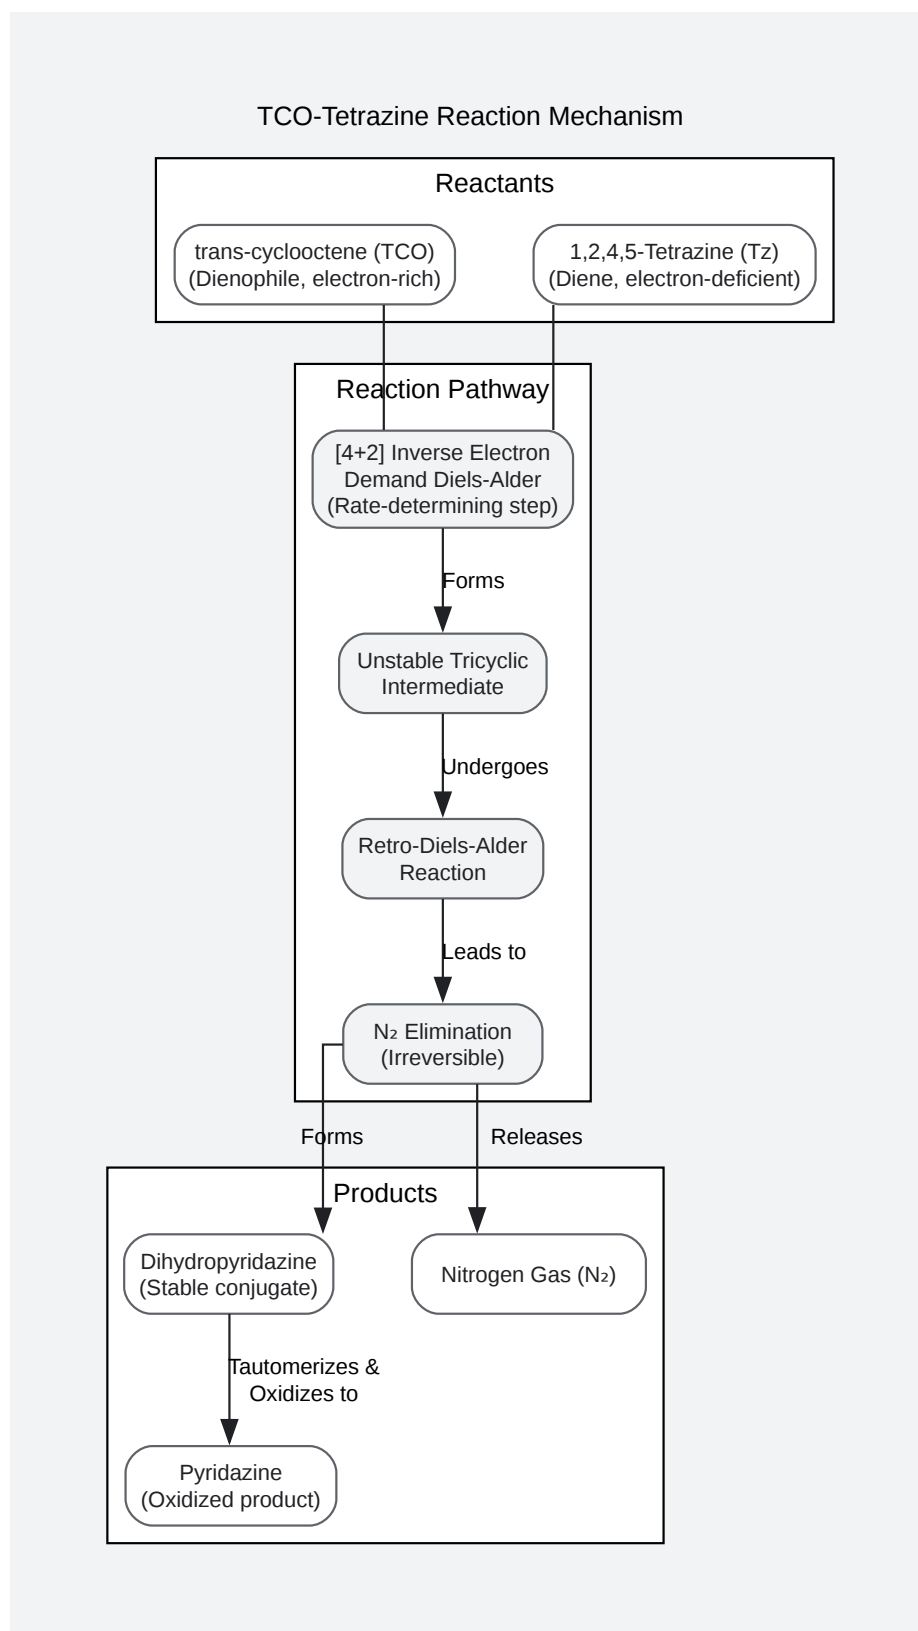 TCO-Tetrazine Reaction Mechanism
Reactants
trans-cyclooctene (TCO)
(Dienophile, electron-rich)
1,2,4,5-Tetrazine (Tz)
(Diene, electron-deficient)
Reaction Pathway
[4+2] Inverse Electron
Demand Diels-Alder
(Rate-determining step)
Forms
Unstable Tricyclic
Intermediate
Undergoes
Retro-Diels-Alder
Reaction
Leads to
N₂ Elimination
(Irreversible)
Forms
Releases
Products
Dihydropyridazine
(Stable conjugate)
Nitrogen Gas (N₂)
Tautomerizes &
Oxidizes to
Pyridazine
(Oxidized product)